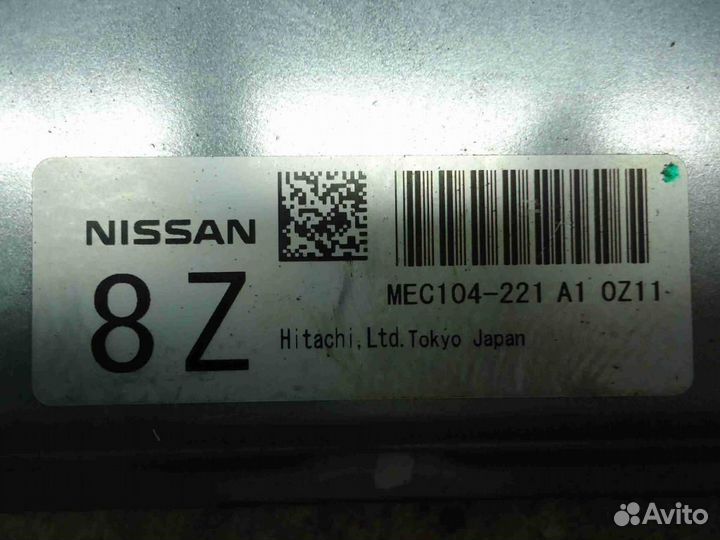 NISSAN
8Z
MEC104-221 A1 0Z11
Hitachi,Ltd.Tokyo Japan
Avito